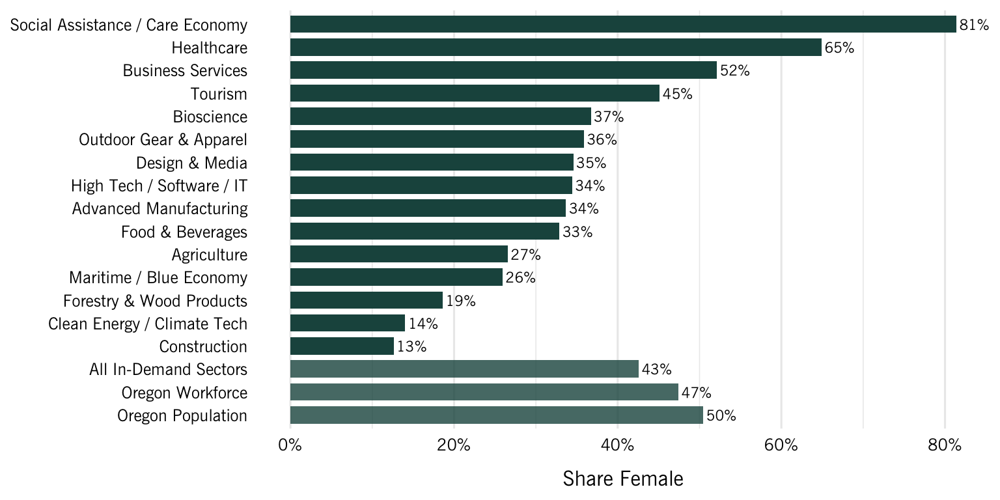 Social Assistance / Care Economy 81%
Healthcare 65%
Business Services 52%
Tourism 45%
Bioscience 37%
Outdoor Gear & Apparel 36%
Design & Media 35%
High Tech / Software / IT 34%
Advanced Manufacturing 34%
Food & Beverages 33%
Agriculture 27%
Maritime / Blue Economy 26%
Forestry & Wood Products 19%
Clean Energy / Climate Tech 14%
Construction 13%
All In-Demand Sectors 43%
Oregon Workforce 47%
Oregon Population 50%
0% 20% 40% 60% 80%
Share Female